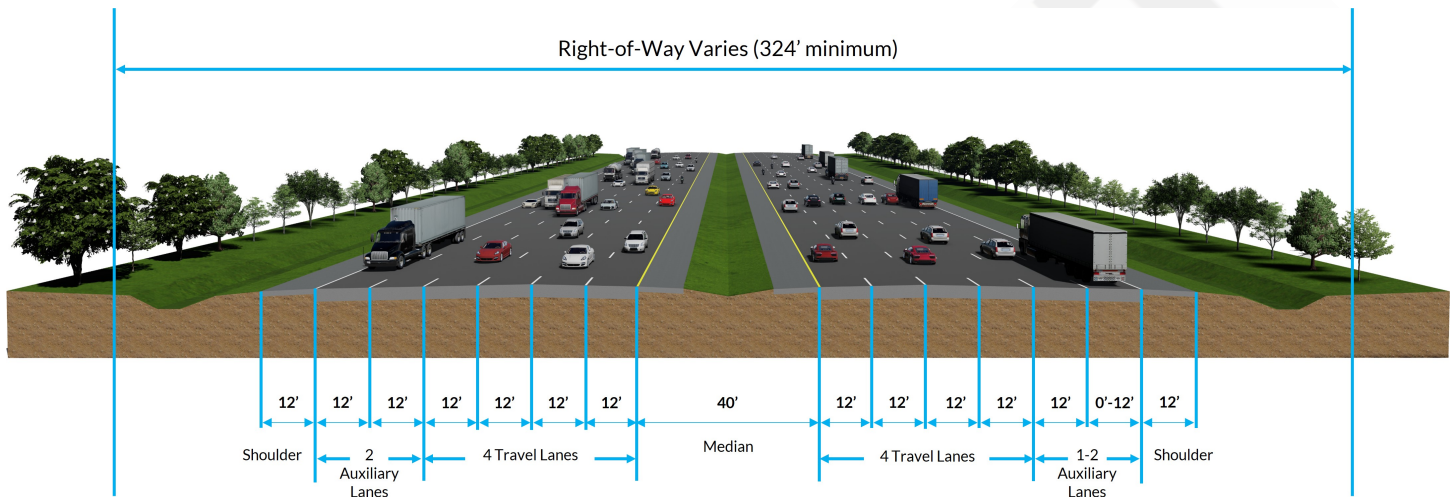 Right-of-Way Varies (324’ minimum)
12’ 12’ 12’ 12’ 12’ 12’ 12’ 40’ 12’ 12’ 12’ 12’ 12’ 0’-12’ 12’
Shoulder
2
Auxiliary
Lanes
4 Travel Lanes
Median
4 Travel Lanes
1-2
Auxiliary
Lanes
Shoulder